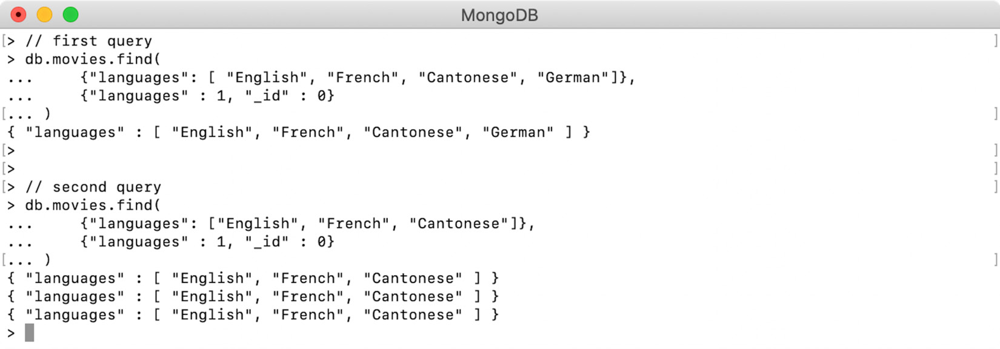 MongoDB
[> // first query ]
> db.movies.find(
...     {"languages": [ "English", "French", "Cantonese", "German"]},
...     {"languages" : 1, "_id" : 0}
[... ) ]
{ "languages" : [ "English", "French", "Cantonese", "German" ] }
[> ]
[> ]
[> // second query ]
> db.movies.find(
...     {"languages": ["English", "French", "Cantonese"]},
...     {"languages" : 1, "_id" : 0}
[... ) ]
{ "languages" : [ "English", "French", "Cantonese" ] }
{ "languages" : [ "English", "French", "Cantonese" ] }
{ "languages" : [ "English", "French", "Cantonese" ] }
>